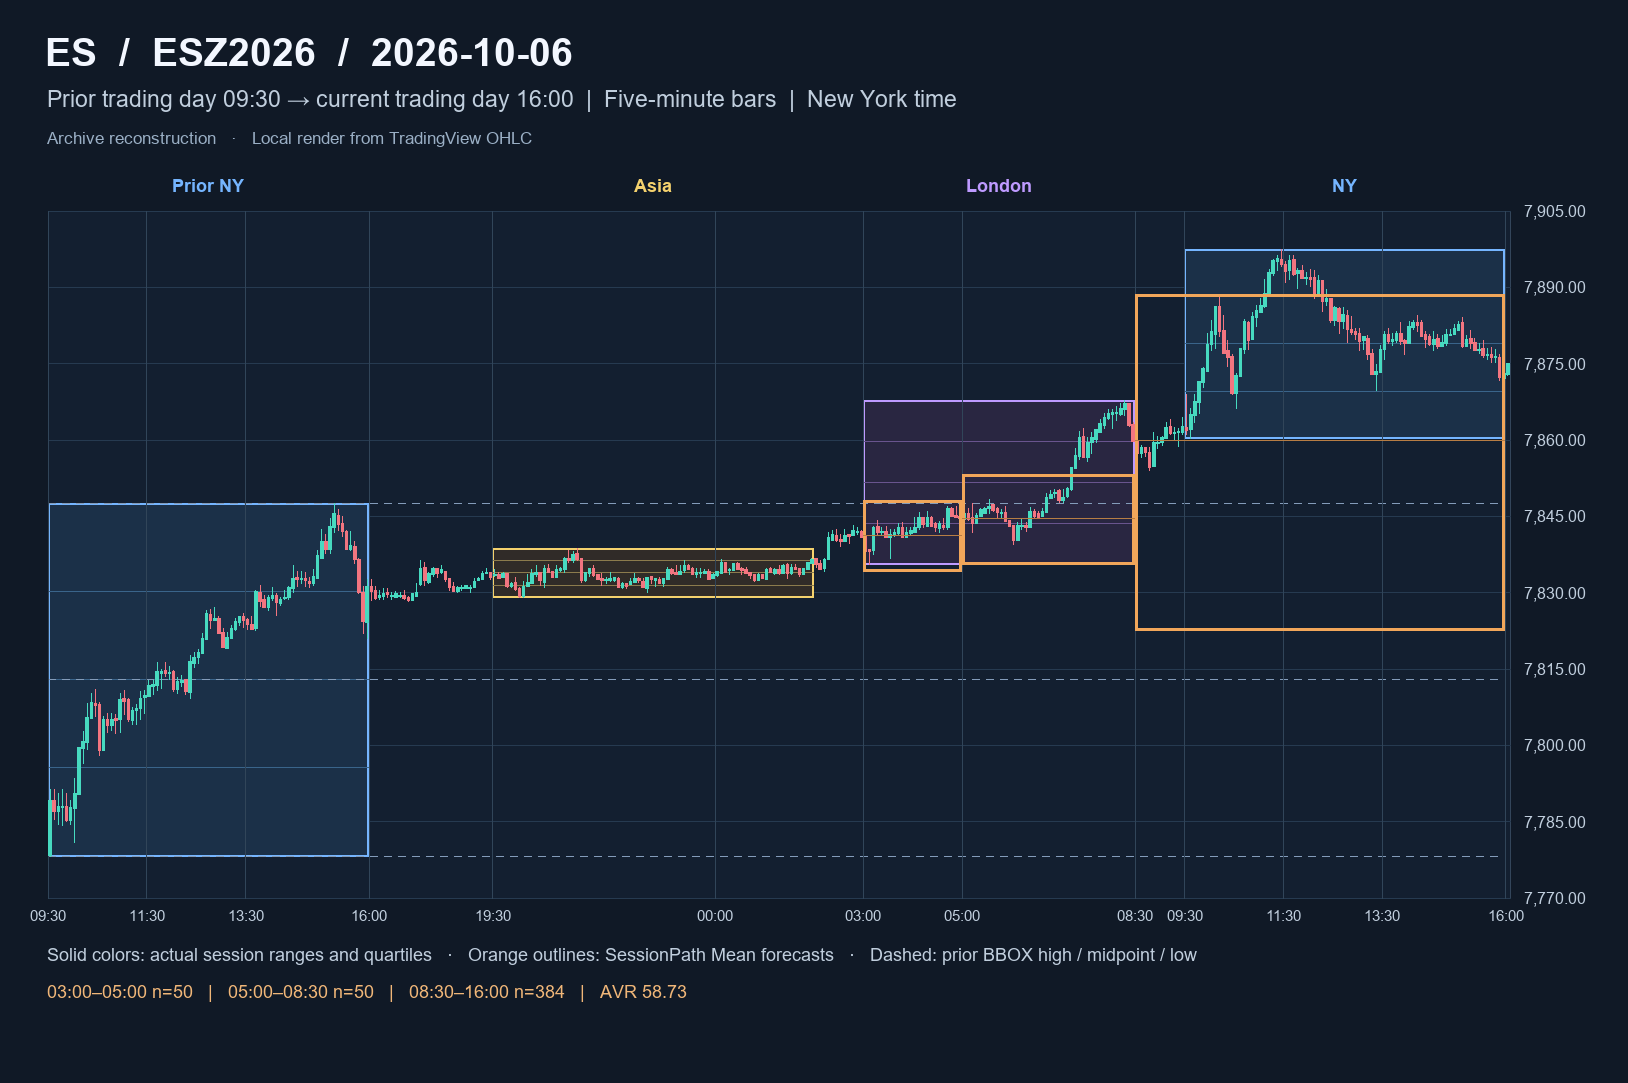 ES / ESZ2026 / 2026-10-06
Prior trading day 09:30 → current trading day 16:00 | Five-minute bars | New York time
Archive reconstruction · Local render from TradingView OHLC
Prior NY Asia London NY
7,905.00
7,890.00
7,875.00
7,860.00
7,845.00
7,830.00
7,815.00
7,800.00
7,785.00
7,770.00
09:30 11:30 13:30 16:00 19:30 00:00 03:00 05:00 08:30 09:30 11:30 13:30 16:00
Solid colors: actual session ranges and quartiles · Orange outlines: SessionPath Mean forecasts · Dashed: prior BBOX high / midpoint / low
03:00–05:00 n=50 | 05:00–08:30 n=50 | 08:30–16:00 n=384 | AVR 58.73